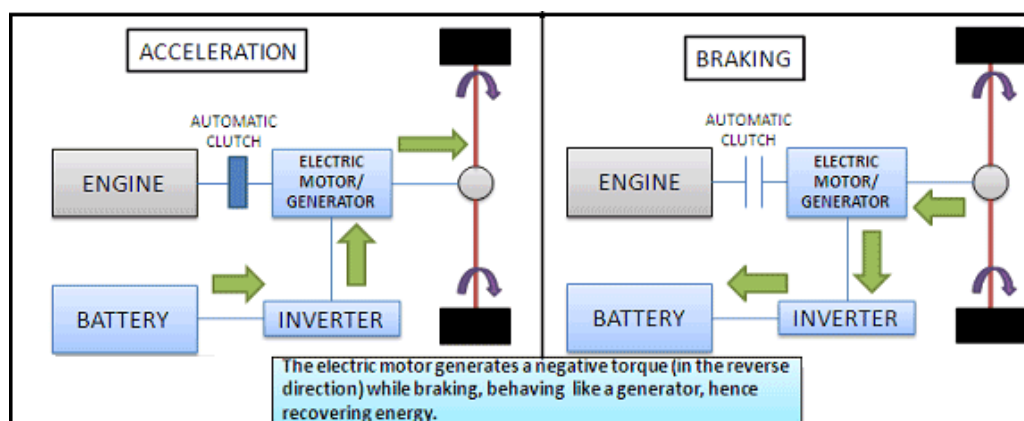 ACCELERATION
AUTOMATIC
CLUTCH
ENGINE
ELECTRIC
MOTOR/
GENERATOR
BATTERY
INVERTER
BRAKING
AUTOMATIC
CLUTCH
ENGINE
ELECTRIC
MOTOR/
GENERATOR
BATTERY
INVERTER
The electric motor generates a negative torque (in the reverse
direction) while braking, behaving like a generator, hence
recovering energy.